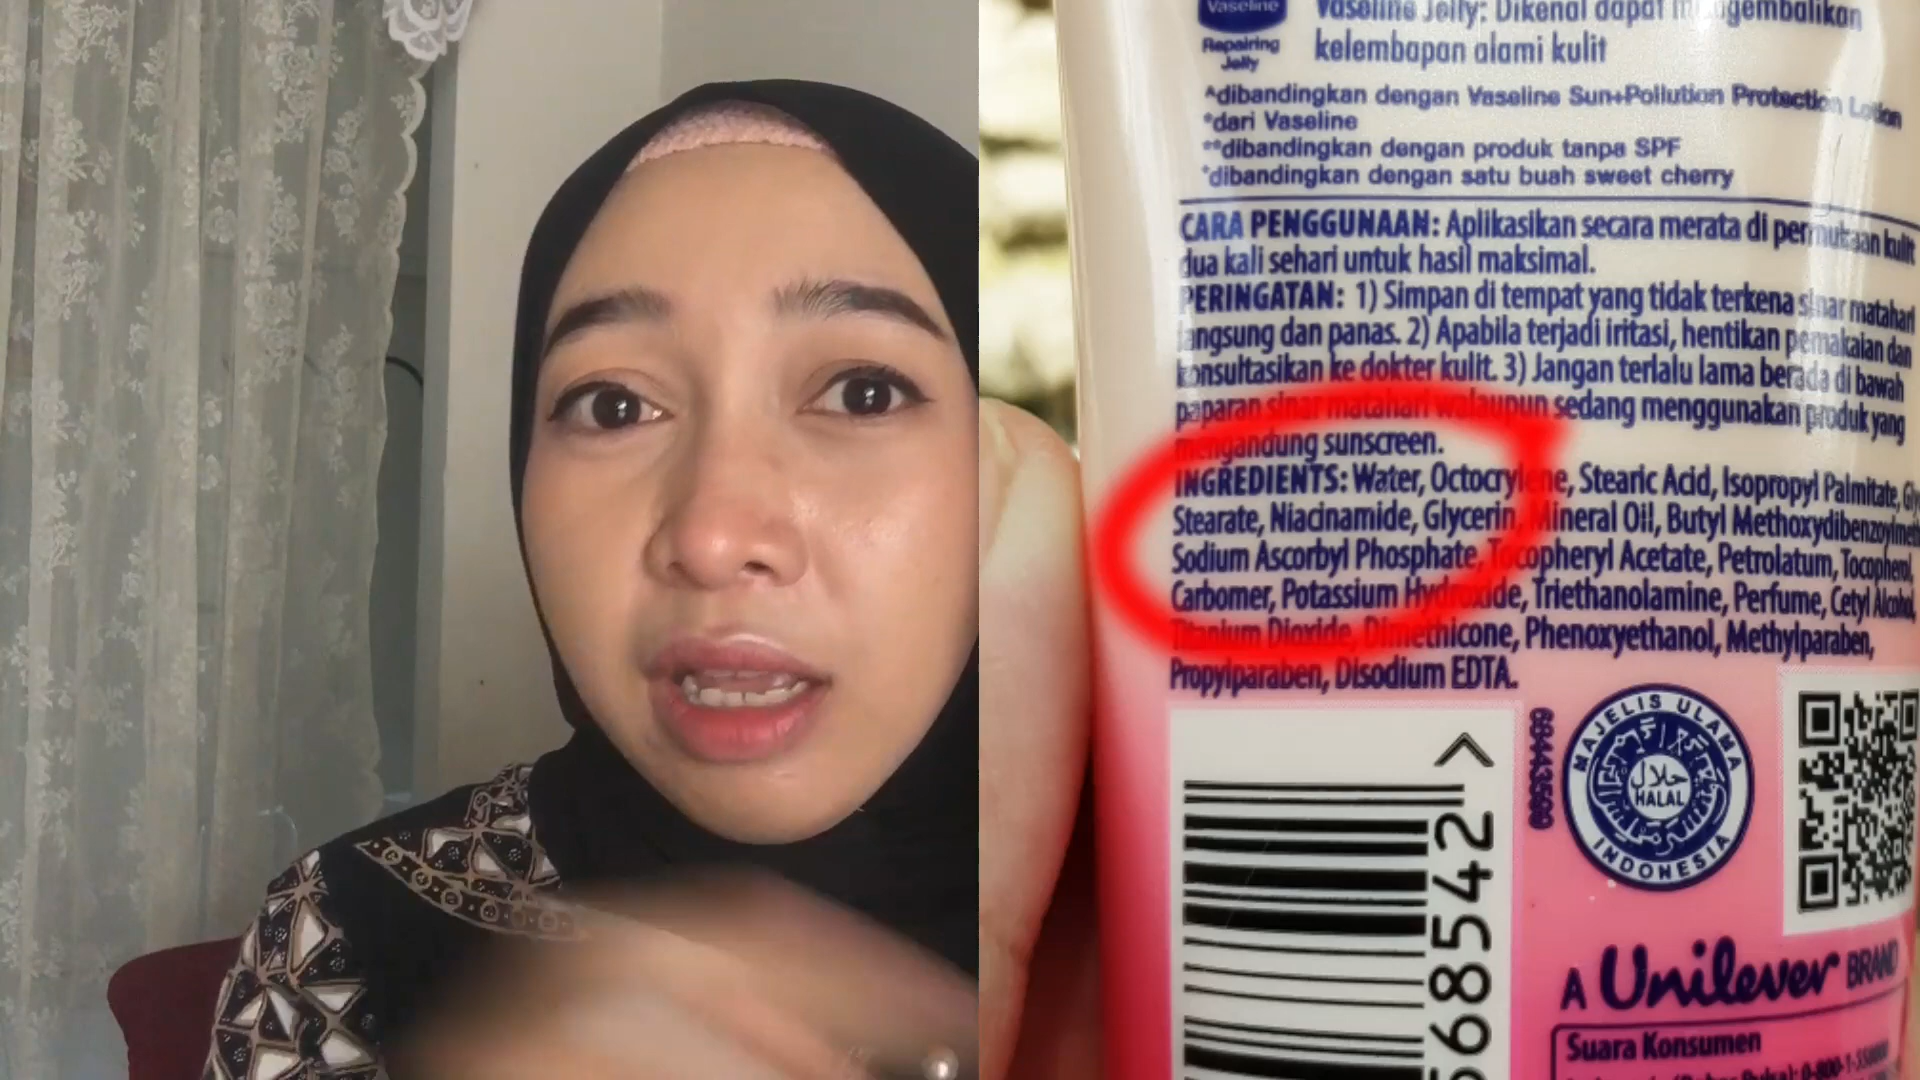 Vaseline
Repairing
Jelly
Vaseline Jelly: Dikenal dapat mengembalikan
kelembapan alami kulit
^dibandingkan dengan Vaseline Sun+Pollution Protection Lotion
*dari Vaseline
**dibandingkan dengan produk tanpa SPF
*dibandingkan dengan satu buah sweet cherry
CARA PENGGUNAAN: Aplikasikan secara merata di permukaan kulit
dua kali sehari untuk hasil maksimal.
PERINGATAN: 1) Simpan di tempat yang tidak terkena sinar matahari
langsung dan panas. 2) Apabila terjadi iritasi, hentikan pemakaian dan
konsultasikan ke dokter kulit. 3) Jangan terlalu lama berada di bawah
paparan sinar matahari walaupun sedang menggunakan produk yang
mengandung sunscreen.
INGREDIENTS: Water, Octocrylene, Stearic Acid, Isopropyl Palmitate,
Stearate, Niacinamide, Glycerin, Mineral Oil, Butyl
Sodium Ascorbyl Phosphate, Tocopheryl Acetate, Petrolatum, Tocopherol,
Carbomer, Potassium Hydroxide, Triethanolamine, Perfume, Cetyl Alcohol,
Titanium Dioxide, Dimethicone, Phenoxyethanol, Methylparaben,
Propylparaben, Disodium EDTA.
68443509
MAJELIS ULAMA
حلال
HALAL
INDONESIA
568542
A Unilever BRAND
Suara Konsumen